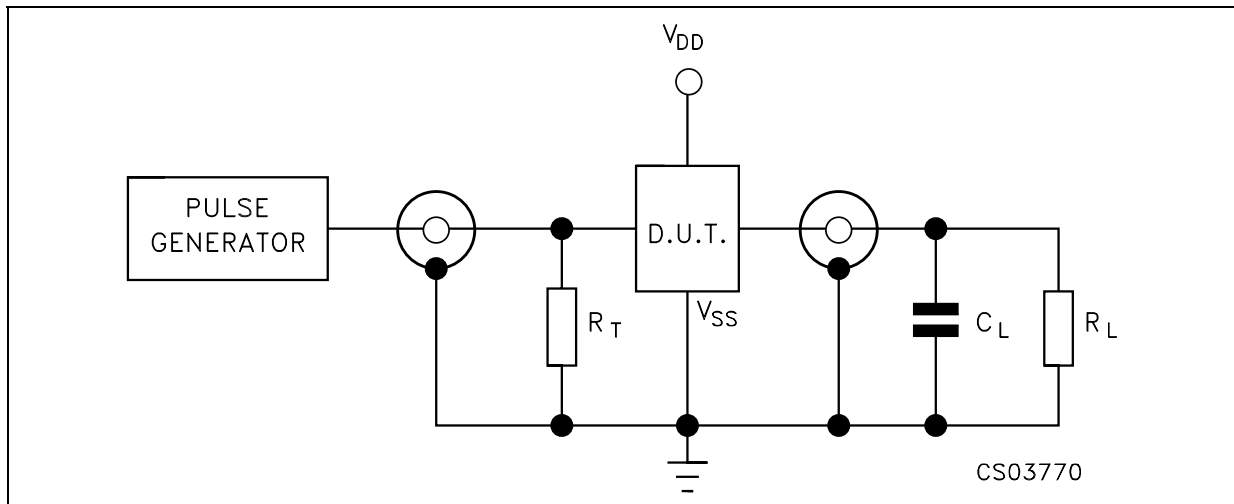 VDD
PULSE
GENERATOR
D.U.T.
VSS
RT
CL
RL
CS03770